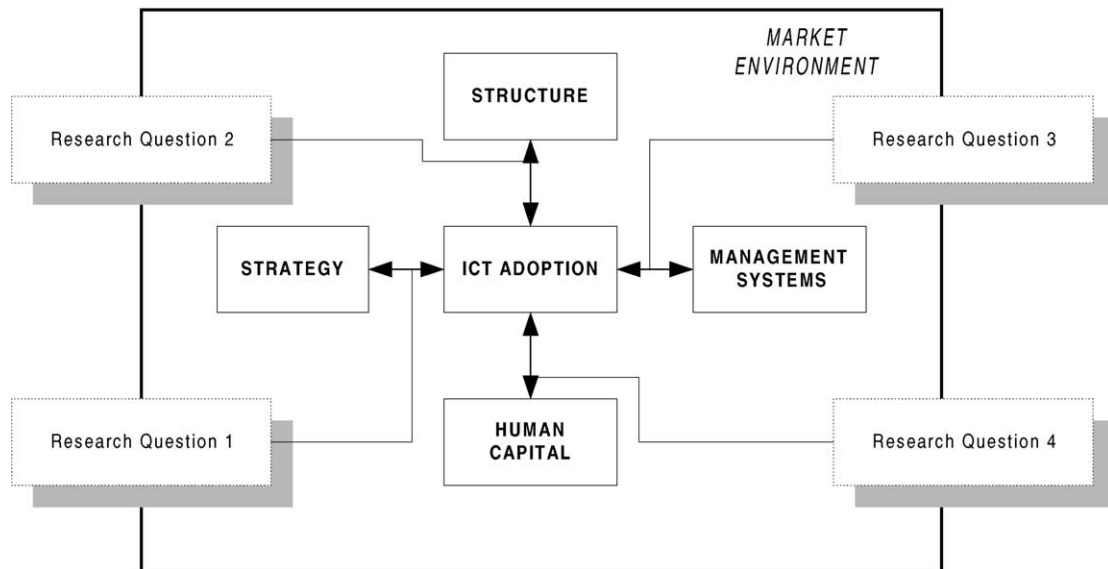 MARKET
ENVIRONMENT
STRUCTURE
Research Question 2
Research Question 3
STRATEGY
ICT ADOPTION
MANAGEMENT
SYSTEMS
Research Question 1
HUMAN
CAPITAL
Research Question 4